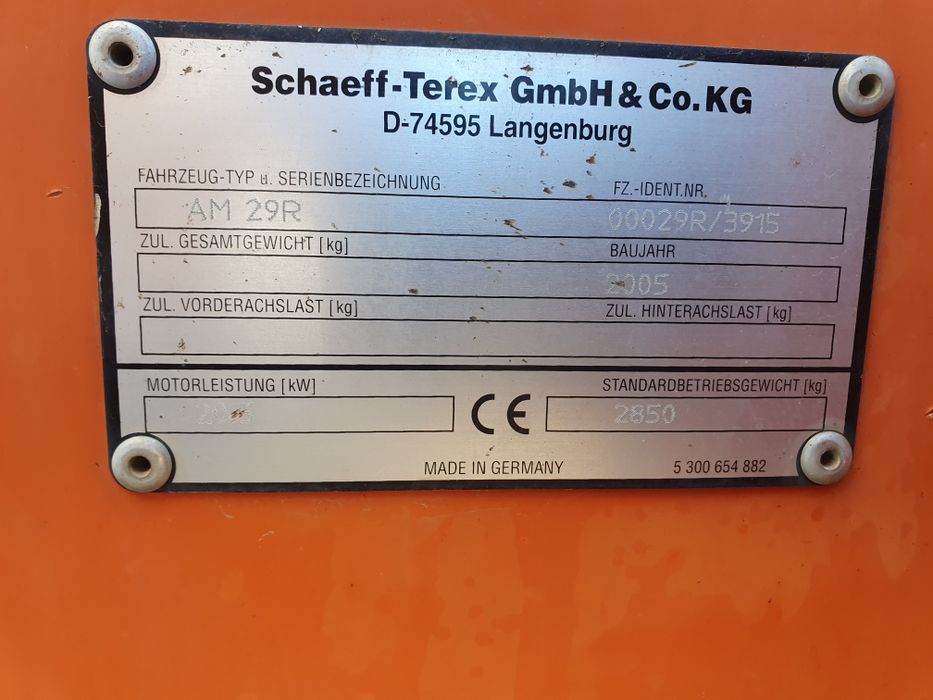 Schaeff-Terex GmbH & Co. KG
D-74595 Langenburg
FAHRZEUG-TYP u. SERIENBEZEICHNUNG FZ.-IDENT.NR.
AM 29R 00029R/3915
ZUL. GESAMTGEWICHT [kg] BAUJAHR
2005
ZUL. VORDERACHSLAST [kg] ZUL. HINTERACHSLAST [kg]
MOTORLEISTUNG [kW] STANDARDBETRIEBSGEWICHT [kg]
CE 2850
MADE IN GERMANY 5 300 654 882